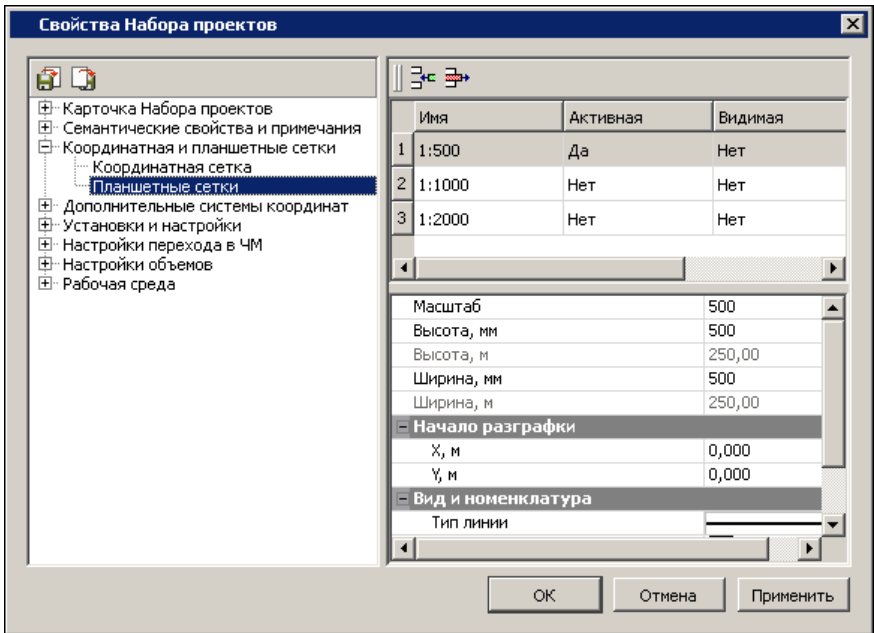 Свойства Набора проектов
Карточка Набора проектов
Семантические свойства и примечания
Координатная и планшетные сетки
Координатная сетка
Планшетные сетки
Дополнительные системы координат
Установки и настройки
Настройки перехода в ЧМ
Настройки объемов
Рабочая среда
Имя Активная Видимая
1 1:500 Да Нет
2 1:1000 Нет Нет
3 1:2000 Нет Нет
Масштаб 500
Высота, мм 500
Высота, м 250,00
Ширина, мм 500
Ширина, м 250,00
Начало разграфки
X, м 0,000
Y, м 0,000
Вид и номенклатура
Тип линии
ОК Отмена Применить